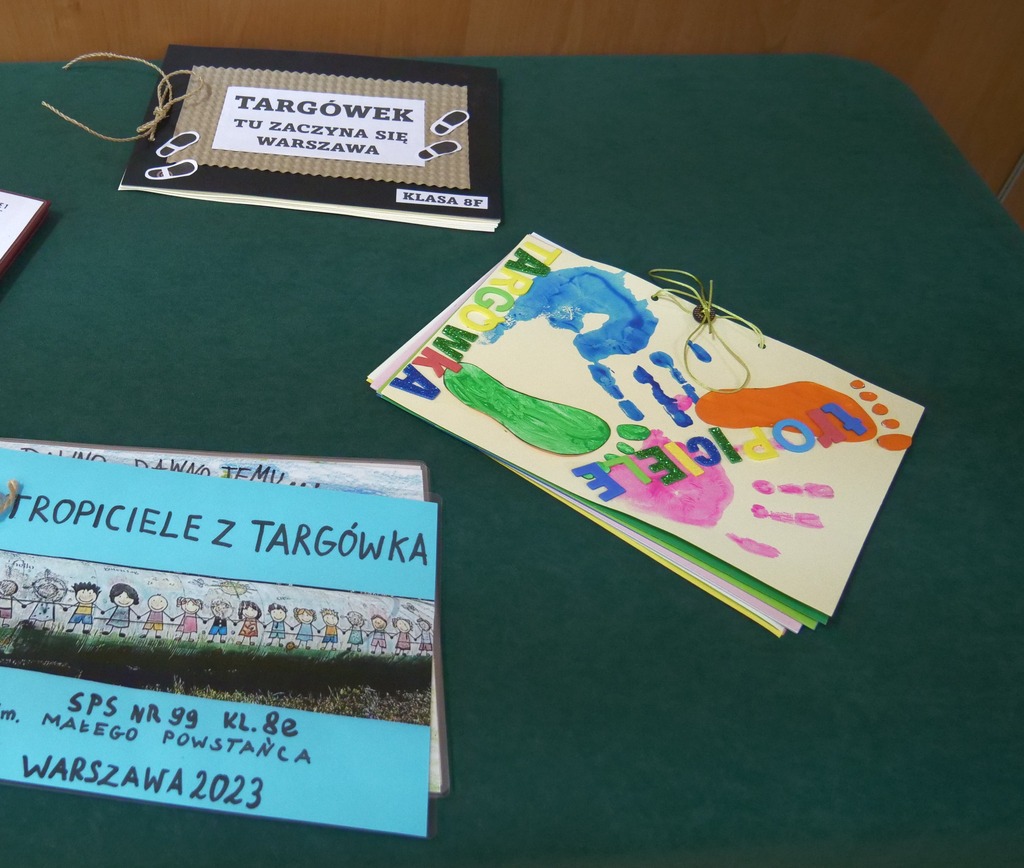 TARGÓWEK
TU ZACZYNA SIĘ
WARSZAWA
KLASA 8F
TROPICIELE
TARGÓWKA
DAWNO, DAWNO TEMU...
TROPICIELE Z TARGÓWKA
SPS NR 99 KL. 8e
im. MAŁEGO POWSTAŃCA
WARSZAWA 2023